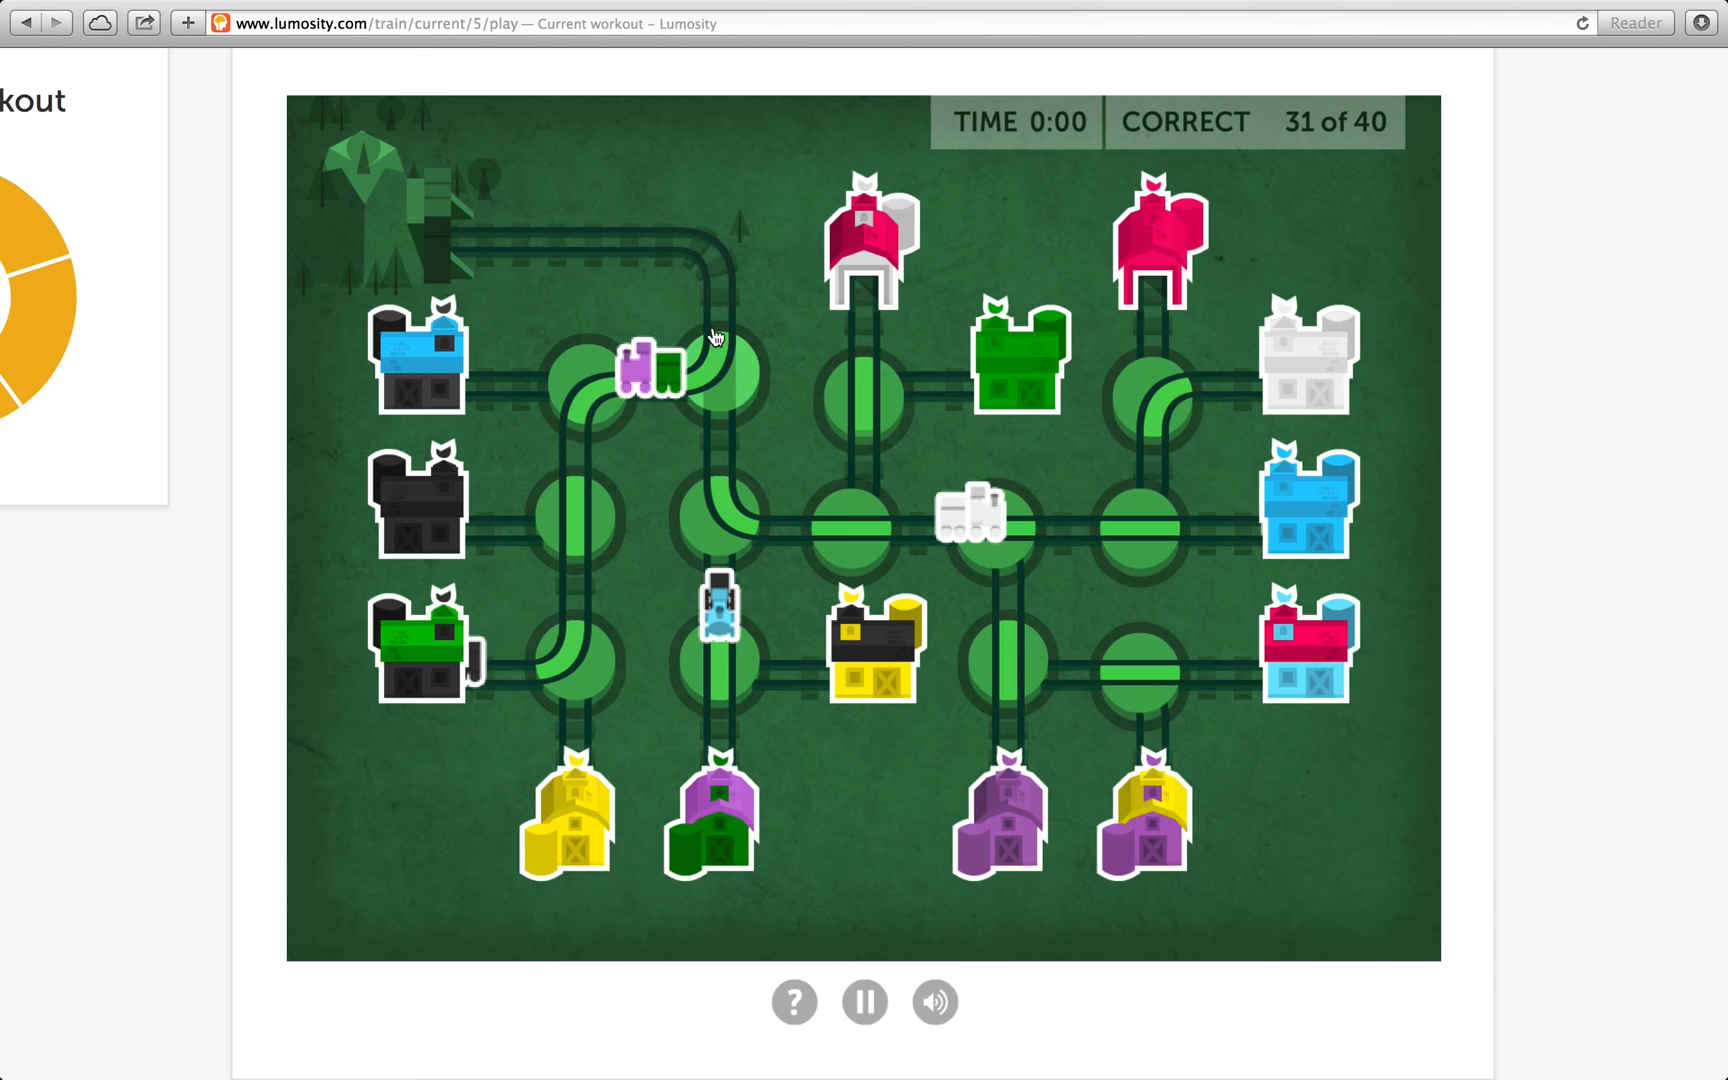 www.lumosity.com/train/current/5/play — Current workout – Lumosity
Reader
kout
TIME 0:00
CORRECT 31 of 40
?